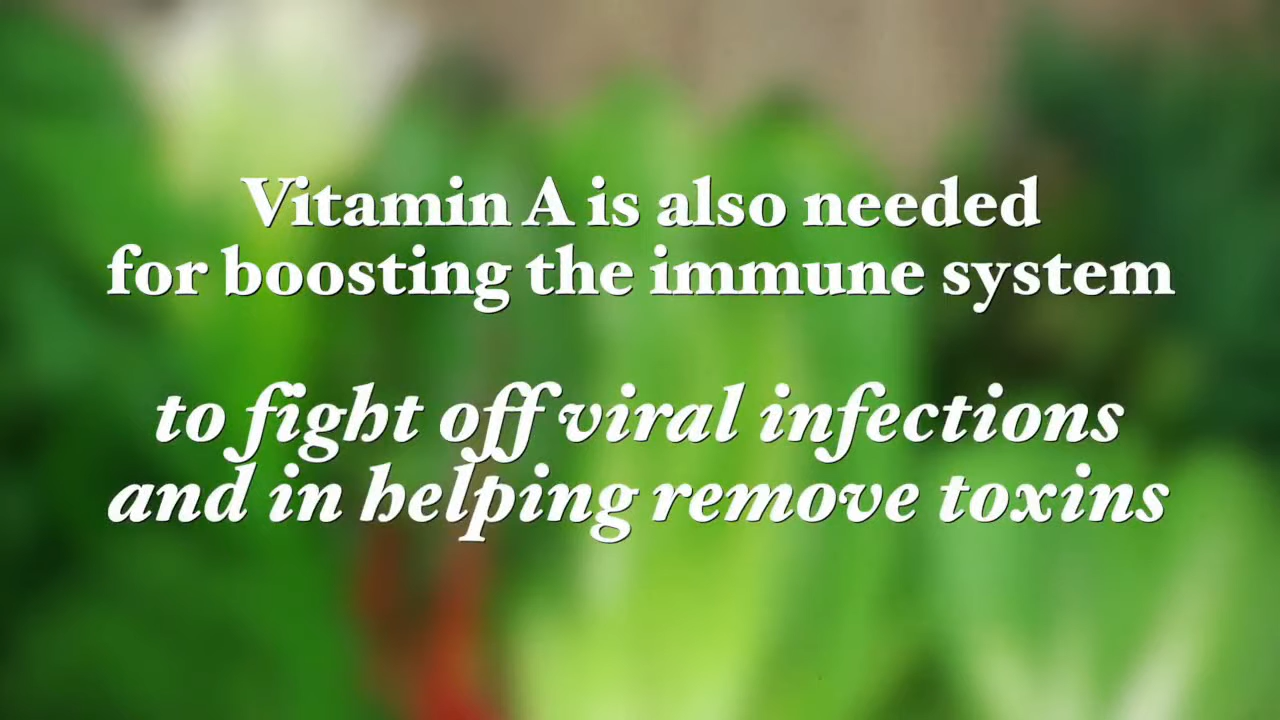 Vitamin A is also needed
for boosting the immune system
to fight off viral infections
and in helping remove toxins